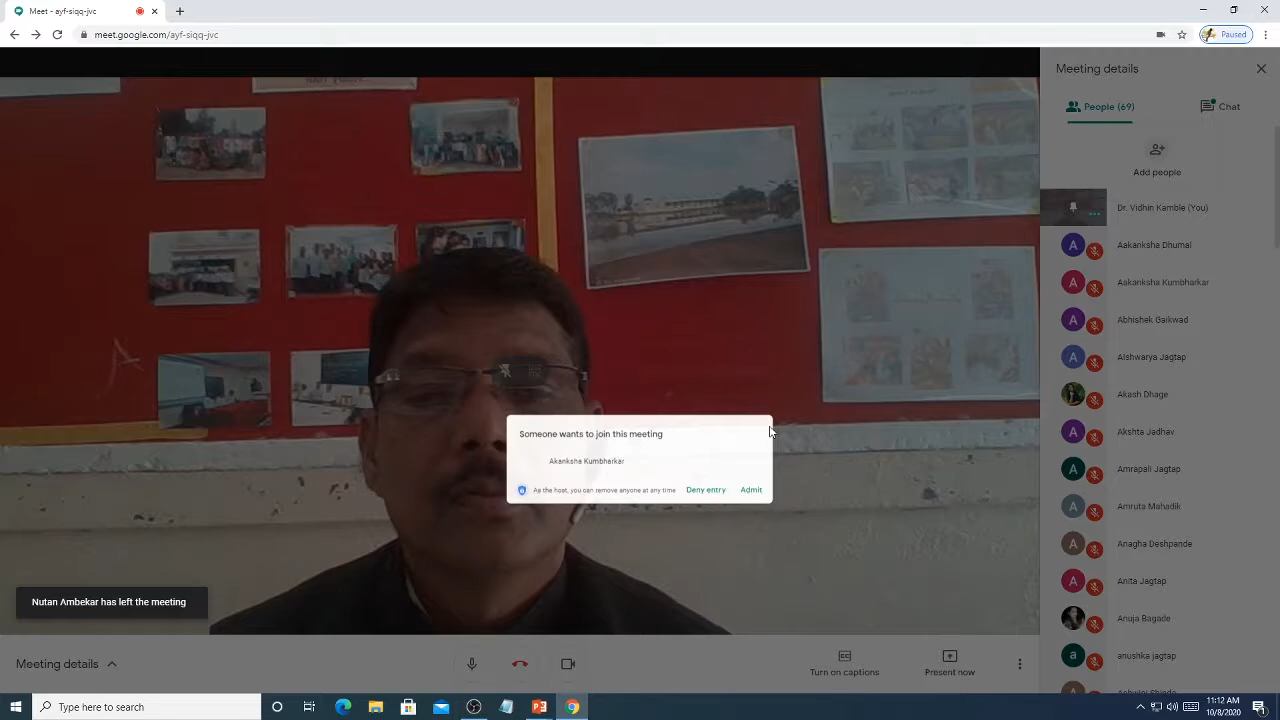 Meet - ayf-siqq-jvc
meet.google.com/ayf-siqq-jvc
Paused
Meeting details
People (69)
Chat
Add people
Dr. Vidhin Kamble (You)
A Aakanksha Dhumal
A Aakanksha Kumbharkar
A Abhishek Gaikwad
A Aishwarya Jagtap
Akash Dhage
A Akshta Jadhav
A Amrapali Jagtap
A Amruta Mahadik
A Anagha Deshpande
A Anita Jagtap
Anuja Bagade
a anushka jagtap
Someone wants to join this meeting
Akanksha Kumbharkar
As the host, you can remove anyone at any time
Deny entry
Admit
Nutan Ambekar has left the meeting
Meeting details
CC
Turn on captions
Present now
Type here to search
11:12 AM
10/8/2020